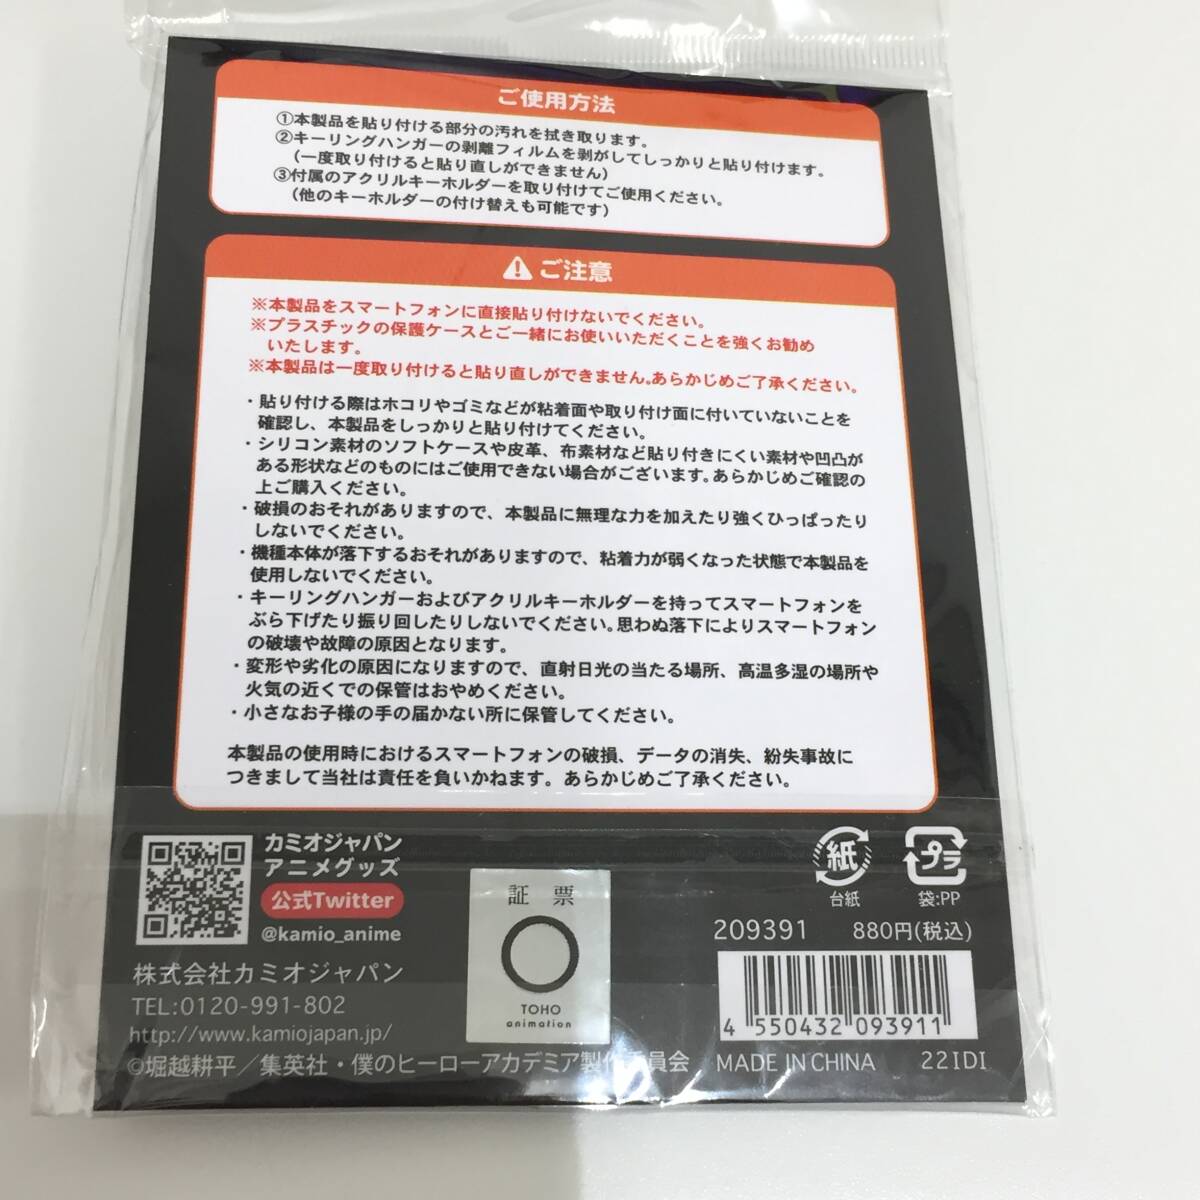 ご使用方法
①本製品を貼り付ける部分の汚れを拭き取ります。
②キーリングハンガーの剥離フィルムを剥がしてしっかりと貼り付けます。
(一度取り付けると貼り直しができません)
③付属のアクリルキーホルダーを取り付けてご使用ください。
(他のキーホルダーの付け替えも可能です)
ご注意
※本製品をスマートフォンに直接貼り付けないでください。
※プラスチックの保護ケースとご一緒にお使いいただくことを強くお勧め
いたします。
※本製品は一度取り付けると貼り直しができません。あらかじめご了承ください。
・貼り付ける際はホコリやゴミなどが粘着面や取り付け面に付いていないことを
確認し、本製品をしっかりと貼り付けてください。
・シリコン素材のソフトケースや皮革、布素材など貼り付きにくい素材や凹凸が
ある形状などのものにはご使用できない場合がございます。あらかじめご確認の
上ご購入ください。
・破損のおそれがありますので、本製品に無理な力を加えたり強くひっぱったり
しないでください。
・機種本体が落下するおそれがありますので、粘着力が弱くなった状態で本製品を
使用しないでください。
・キーリングハンガーおよびアクリルキーホルダーを持ってスマートフォンを
ぶら下げたり振り回したりしないでください。思わぬ落下によりスマートフォン
の破壊や故障の原因となります。
・変形や劣化の原因になりますので、直射日光の当たる場所、高温多湿の場所や
火気の近くでの保管はおやめください。
・小さなお子様の手の届かない所に保管してください。
本製品の使用時におけるスマートフォンの破損、データの消失、紛失事故に
つきまして当社は責任を負いかねます。あらかじめご了承ください。
カミオジャパン
アニメグッズ
公式Twitter
@kamio_anime
株式会社カミオジャパン
TEL:0120-991-802
http://www.kamiojapan.jp/
©堀越耕平／集英社・僕のヒーローアカデミア製作委員会
証 票
TOHO
animation
紙
台紙
プラ
袋:PP
209391 880円(税込)
4 550432 093911
MADE IN CHINA 22IDI